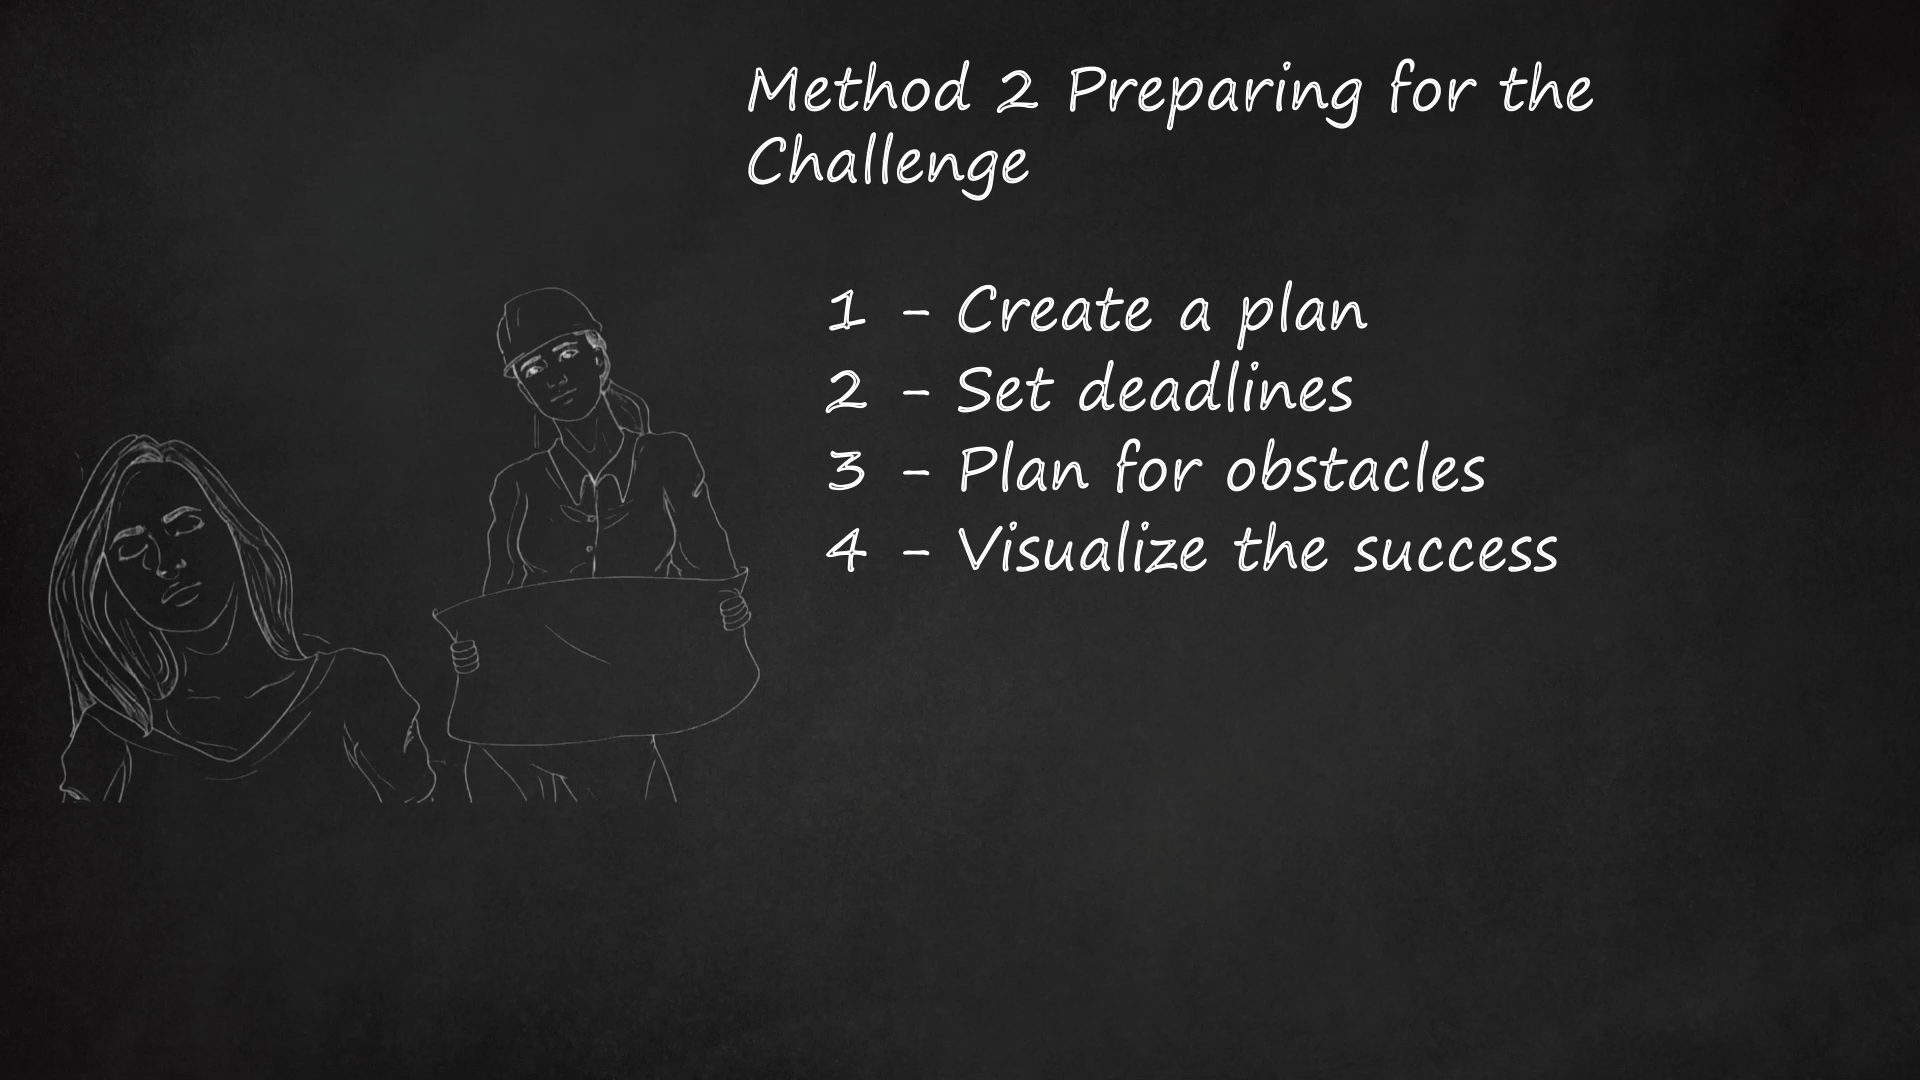 Method 2 Preparing for the
Challenge
1 - Create a plan
2 - Set deadlines
3 - Plan for obstacles
4 - Visualize the success